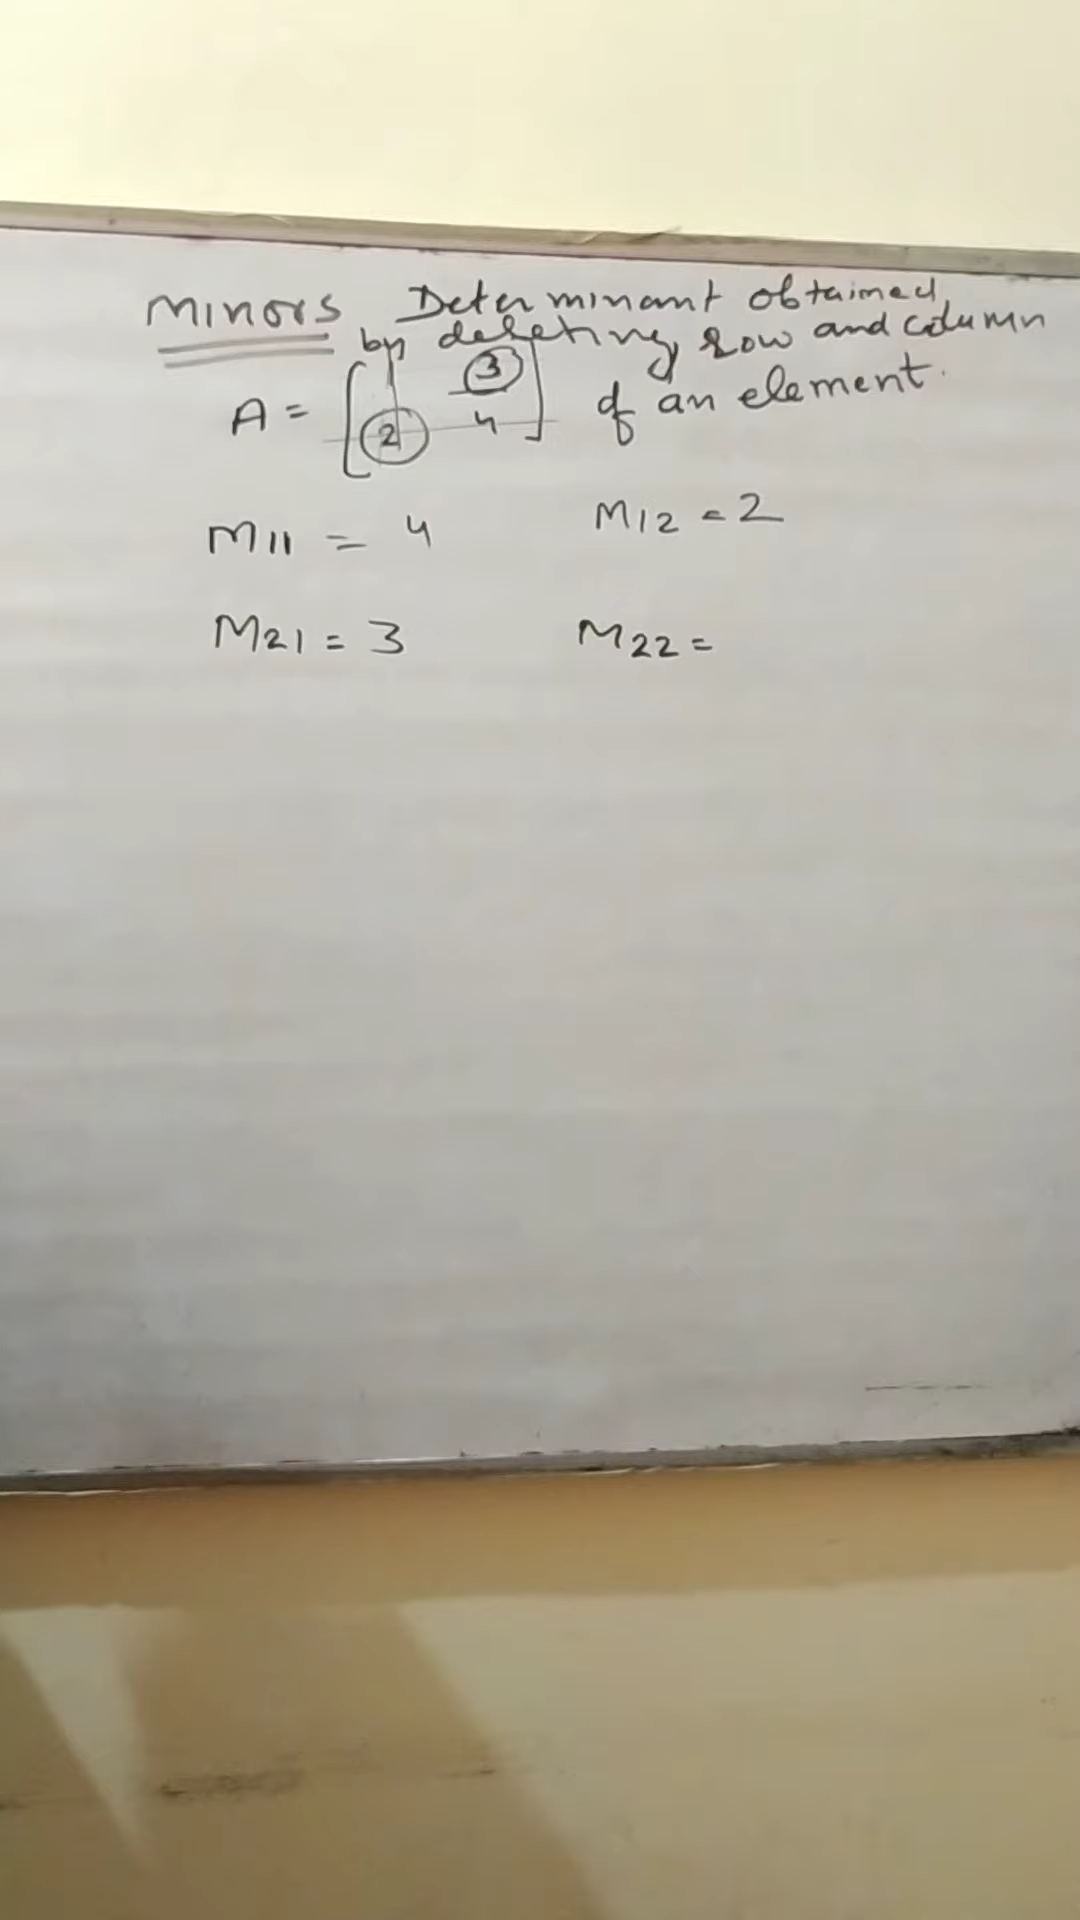 Minors Determinant obtained
by deleting row and column
of an element.
A = [1 3
2 4]
M11 = 4 M12 = 2
M21 = 3 M22 =